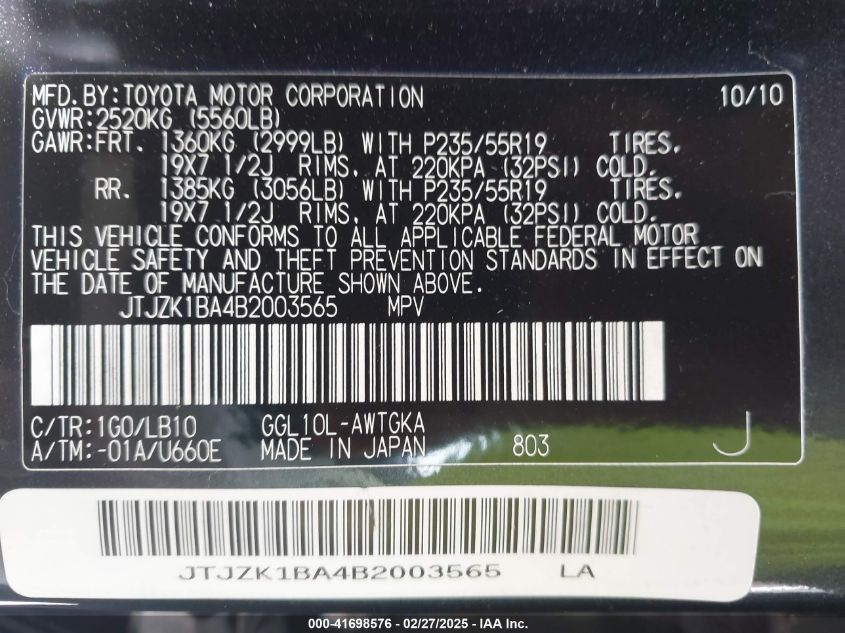 MFD.BY:TOYOTA MOTOR CORPORATION 10/10
GVWR:2520KG (5560LB)
GAWR:FRT. 1360KG (2999LB) WITH P235/55R19 TIRES,
19X7 1/2J RIMS, AT 220KPA (32PSI) COLD.
RR. 1385KG (3056LB) WITH P235/55R19 TIRES,
19X7 1/2J RIMS, AT 220KPA (32PSI) COLD.
THIS VEHICLE CONFORMS TO ALL APPLICABLE FEDERAL MOTOR
VEHICLE SAFETY AND THEFT PREVENTION STANDARDS IN EFFECT ON
THE DATE OF MANUFACTURE SHOWN ABOVE.
JTJZK1BA4B2003565 MPV
C/TR:1G0/LB10 GGL10L-AWTGKA
A/TM:-01A/U660E MADE IN JAPAN 803 J
JTJZK1BA4B2003565 LA
000-41698576 - 02/27/2025 - IAA Inc.